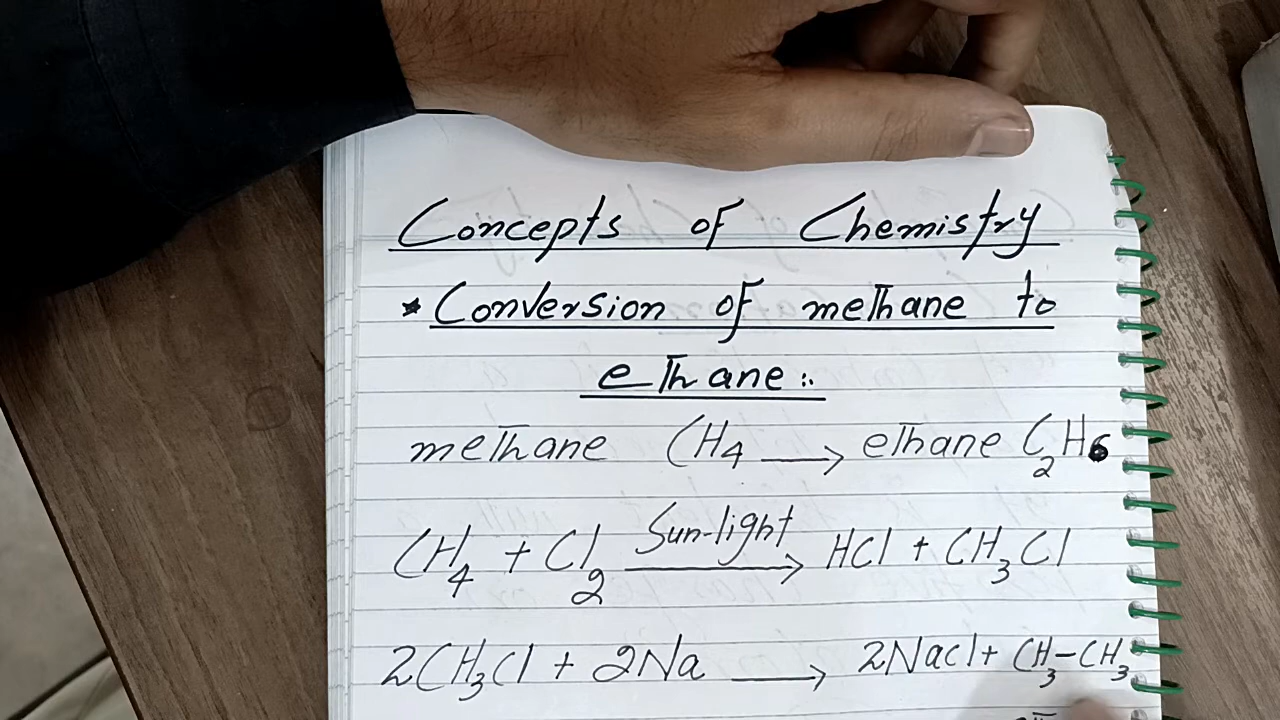 Concepts of Chemistry
* Conversion of methane to
ethane:.
methane CH4 ⟶ ethane C2H6
CH4 + Cl2 Sun-light ⟶ HCl + CH3Cl
2CH3Cl + 2Na ⟶ 2NaCl + CH3-CH3